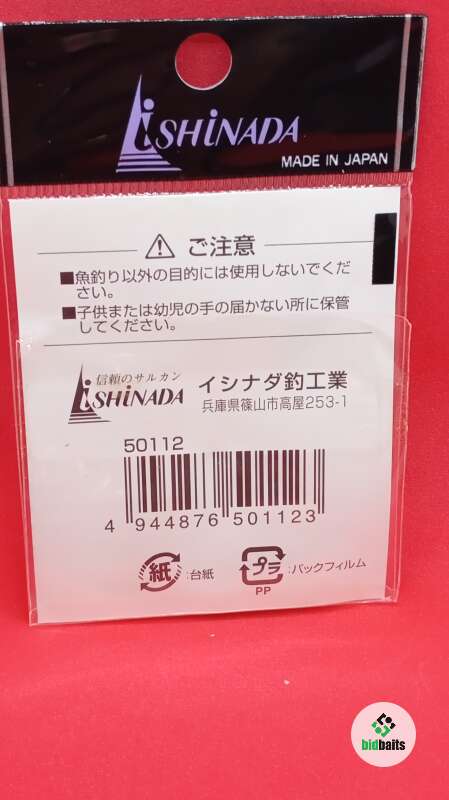 ISHiNADA
MADE IN JAPAN
ご注意
■魚釣り以外の目的には使用しないでくだ
さい。
■子供または幼児の手の届かない所に保管
してください。
信頼のサルカン
ISHiNADA
イシナダ釣工業
兵庫県篠山市高屋253-1
50112
4 944876 501123
紙 :台紙
プラ :パックフィルム
PP
bidbaits